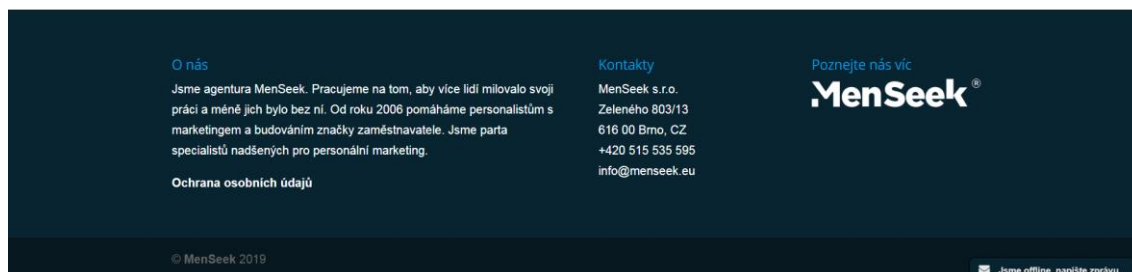 O nás
Jsme agentura MenSeek. Pracujeme na tom, aby více lidí milovalo svoji
práci a méně jich bylo bez ní. Od roku 2006 pomáháme personalistům s
marketingem a budováním značky zaměstnavatele. Jsme parta
specialistů nadšených pro personální marketing.
Ochrana osobních údajů
Kontakty
MenSeek s.r.o.
Zeleného 803/13
616 00 Brno, CZ
+420 515 535 595
info@menseek.eu
Poznejte nás víc
MenSeek®
© MenSeek 2019
Jsme offline, napište zprávu